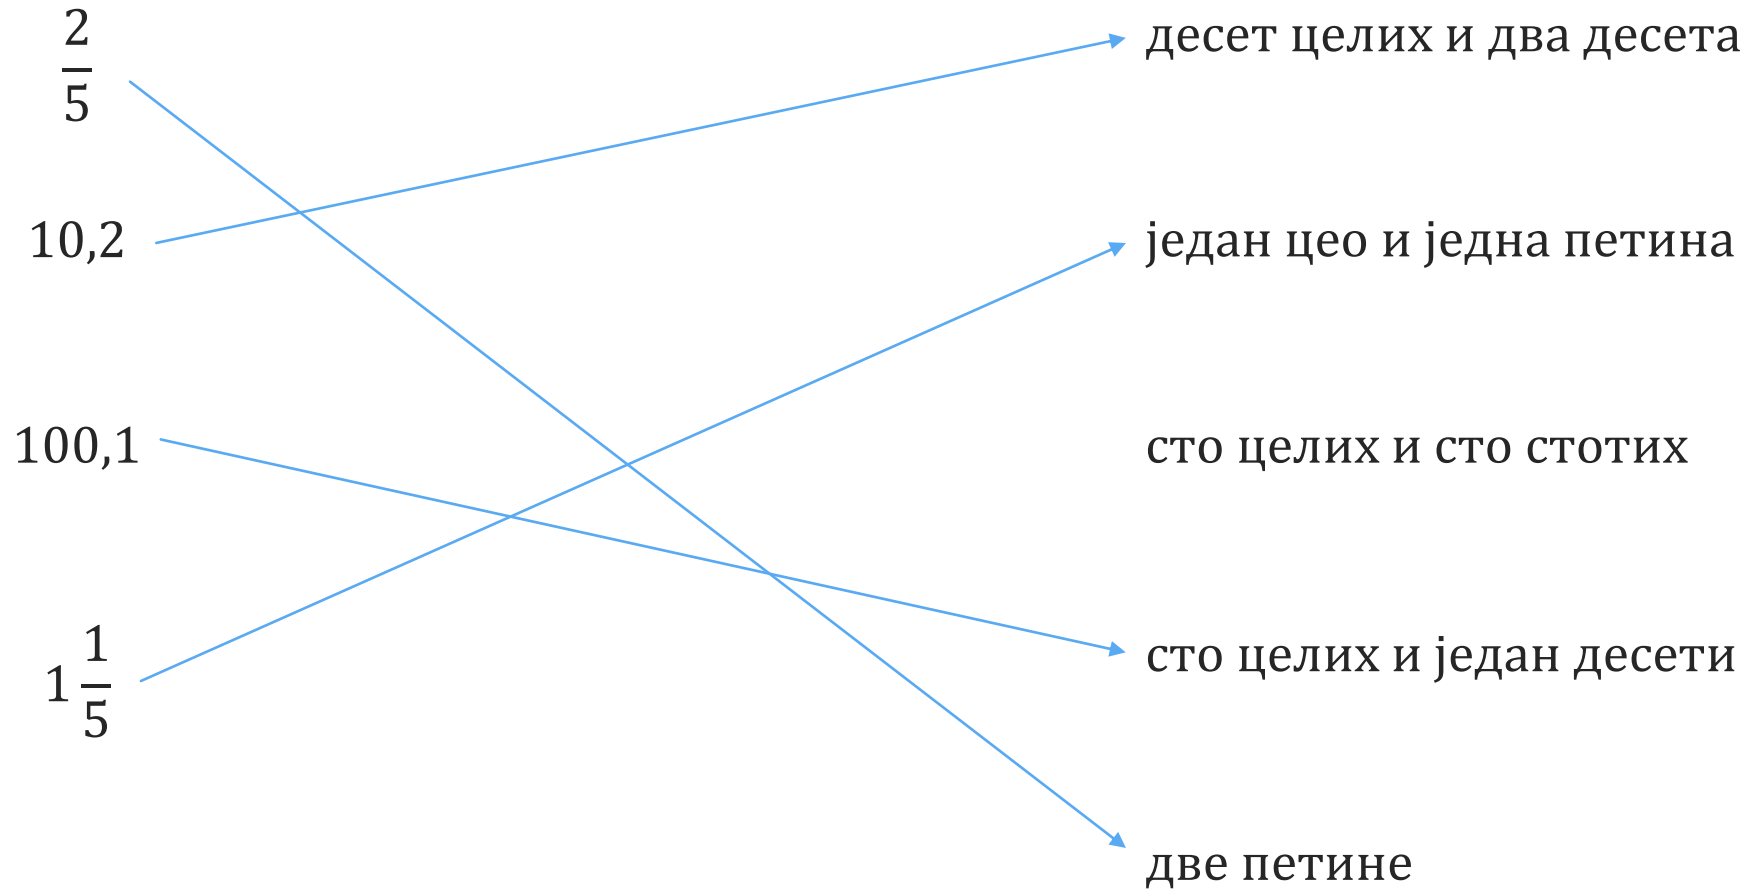 2/5
десет целих и два десета
10,2
један цео и једна петина
100,1
сто целих и сто стотих
1 1/5
сто целих и један десети
две петине